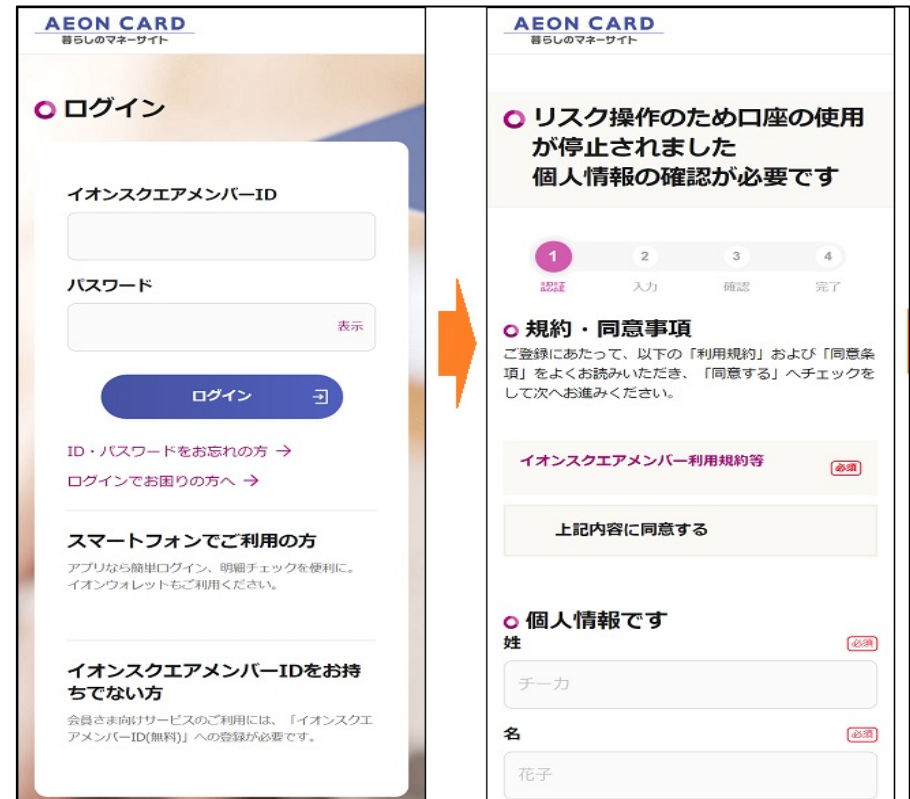 AEON CARD
暮らしのマネーサイト
ログイン
イオンスクエアメンバーID
パスワード
表示
ログイン
ID・パスワードをお忘れの方 →
ログインでお困りの方へ →
スマートフォンでご利用の方
アプリなら簡単ログイン、明細チェックを便利に。
イオンウォレットもご利用ください。
イオンスクエアメンバーIDをお持
ちでない方
会員さま向けサービスのご利用には、「イオンスクエ
アメンバーID(無料)」への登録が必要です。
AEON CARD
暮らしのマネーサイト
リスク操作のため口座の使用
が停止されました
個人情報の確認が必要です
1 2 3 4
認証 入力 確認 完了
規約・同意事項
ご登録にあたって、以下の「利用規約」および「同意条
項」をよくお読みいただき、「同意する」へチェックを
して次へお進みください。
イオンスクエアメンバー利用規約等 必須
上記内容に同意する
個人情報です
姓 必須
チーカ
名 必須
花子